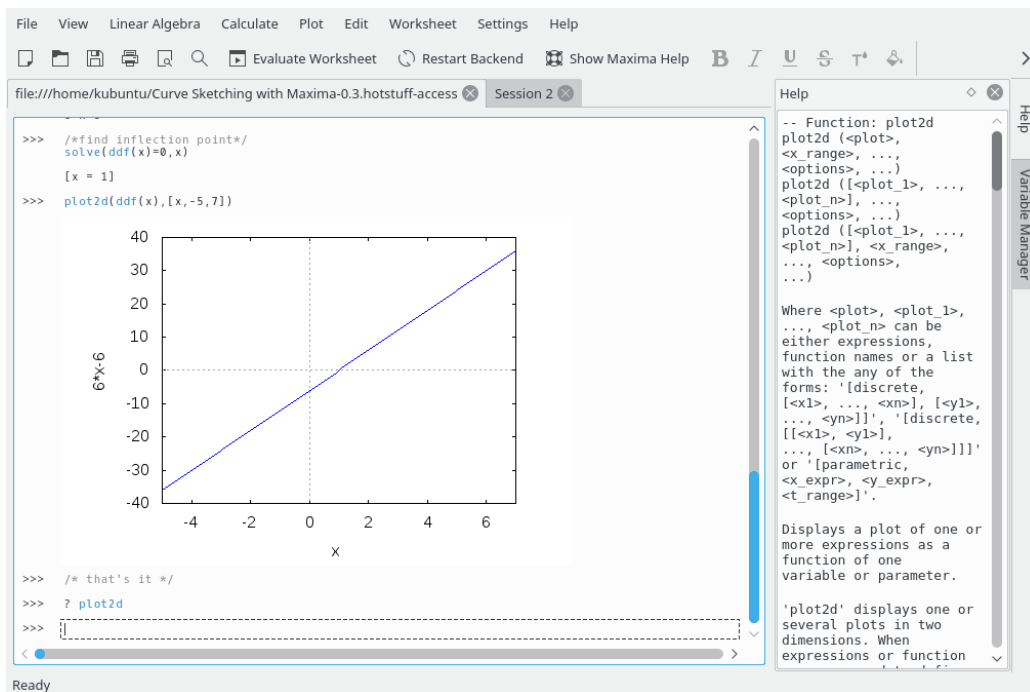 File View Linear Algebra Calculate Plot Edit Worksheet Settings Help
Evaluate Worksheet Restart Backend Show Maxima Help B I U S T
file:///home/kubuntu/Curve Sketching with Maxima-0.3.hotstuff-access Session 2
>>> /*find inflection point*/
solve(ddf(x)=0,x)
[x = 1]
>>> plot2d(ddf(x),[x,-5,7])
40
30
20
10
0
-10
-20
-30
-40
6*x-6
-4 -2 0 2 4 6
x
>>> /* that's it */
>>> ? plot2d
>>>
Help
-- Function: plot2d
plot2d (<plot>,
<x_range>, ...,
<options>, ...)
plot2d ([<plot_1>, ...,
<plot_n>], ...,
<options>, ...)
plot2d ([<plot_1>, ...,
<plot_n>], <x_range>,
..., <options>,
...)
Where <plot>, <plot_1>,
..., <plot_n> can be
either expressions,
function names or a list
with the any of the
forms: '[discrete,
[<x1>, ..., <xn>], [<y1>,
..., <yn>]]', '[discrete,
[[<x1>, <y1>],
..., [<xn>, ..., <yn>]]]'
or '[parametric,
<x_expr>, <y_expr>,
<t_range>]'.
Displays a plot of one or
more expressions as a
function of one
variable or parameter.
'plot2d' displays one or
several plots in two
dimensions. When
expressions or function
Help
Variable Manager
Ready